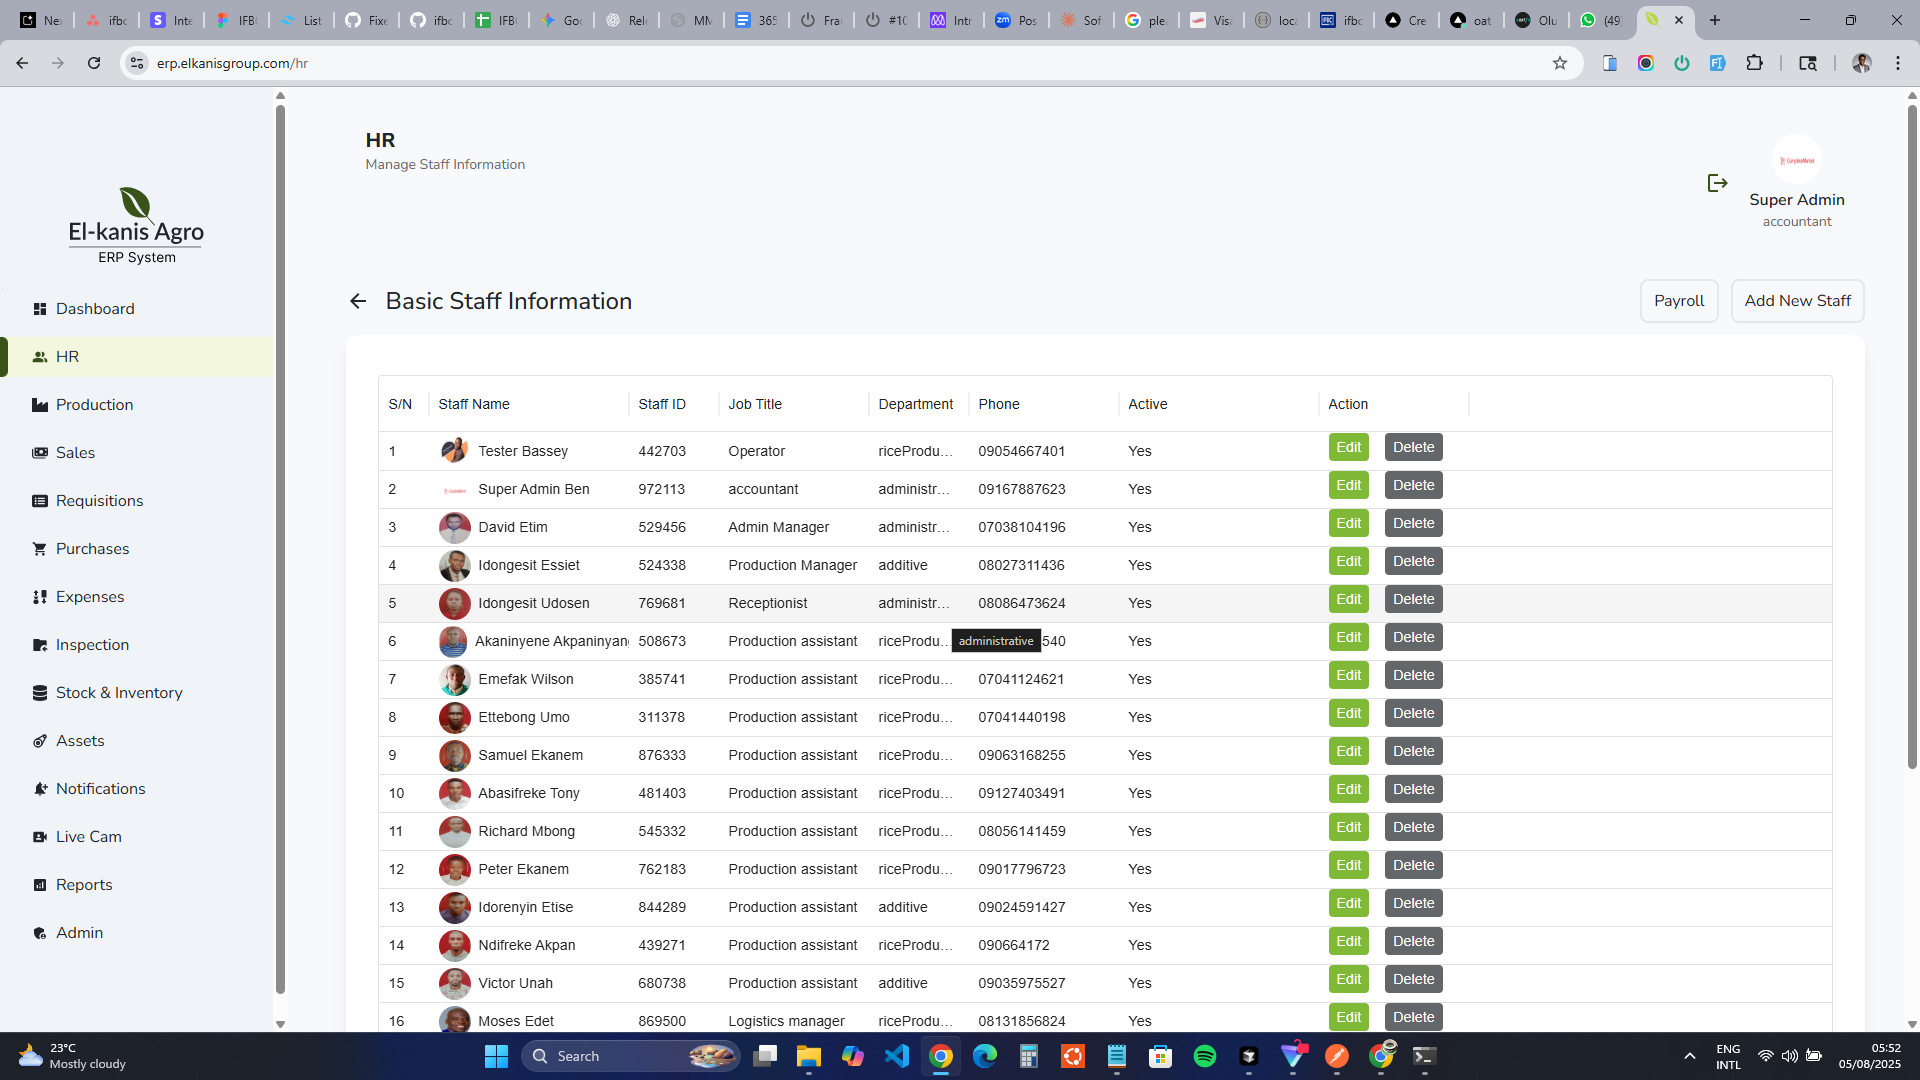 Nex
ifbc
Inte
IFB
List
Fixe
ifbc
IFB
Goo
Rel
MM
365
Fra
#10
Intr
Pos
Sof
ple
Visa
loca
ifbc
Cre
oat
Olu
(49
erp.elkanisgroup.com/hr
El-kanis Agro
ERP System
Dashboard
HR
Production
Sales
Requisitions
Purchases
Expenses
Inspection
Stock & Inventory
Assets
Notifications
Live Cam
Reports
Admin
HR
Manage Staff Information
Super Admin
accountant
Basic Staff Information
Payroll
Add New Staff
S/N Staff Name Staff ID Job Title Department Phone Active Action
1 Tester Bassey 442703 Operator riceProdu... 09054667401 Yes Edit Delete
2 Super Admin Ben 972113 accountant administr... 09167887623 Yes Edit Delete
3 David Etim 529456 Admin Manager administr... 07038104196 Yes Edit Delete
4 Idongesit Essiet 524338 Production Manager additive 08027311436 Yes Edit Delete
5 Idongesit Udosen 769681 Receptionist administr... 08086473624 Yes Edit Delete
6 Akaninyene Akpaninyang 508673 Production assistant riceProdu... 540 Yes Edit Delete
administrative
7 Emefak Wilson 385741 Production assistant riceProdu... 07041124621 Yes Edit Delete
8 Ettebong Umo 311378 Production assistant riceProdu... 07041440198 Yes Edit Delete
9 Samuel Ekanem 876333 Production assistant riceProdu... 09063168255 Yes Edit Delete
10 Abasifreke Tony 481403 Production assistant riceProdu... 09127403491 Yes Edit Delete
11 Richard Mbong 545332 Production assistant riceProdu... 08056141459 Yes Edit Delete
12 Peter Ekanem 762183 Production assistant riceProdu... 09017796723 Yes Edit Delete
13 Idorenyin Etise 844289 Production assistant additive 09024591427 Yes Edit Delete
14 Ndifreke Akpan 439271 Production assistant riceProdu... 090664172 Yes Edit Delete
15 Victor Unah 680738 Production assistant additive 09035975527 Yes Edit Delete
16 Moses Edet 869500 Logistics manager riceProdu... 08131856824 Yes Edit Delete
23°C
Mostly cloudy
Search
ENG
INTL
05:52
05/08/2025